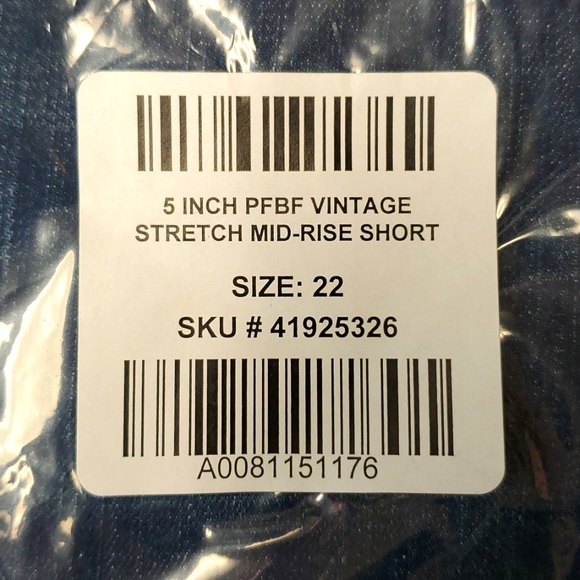 5 INCH PFBF VINTAGE
STRETCH MID-RISE SHORT
SIZE: 22
SKU # 41925326
A0081151176